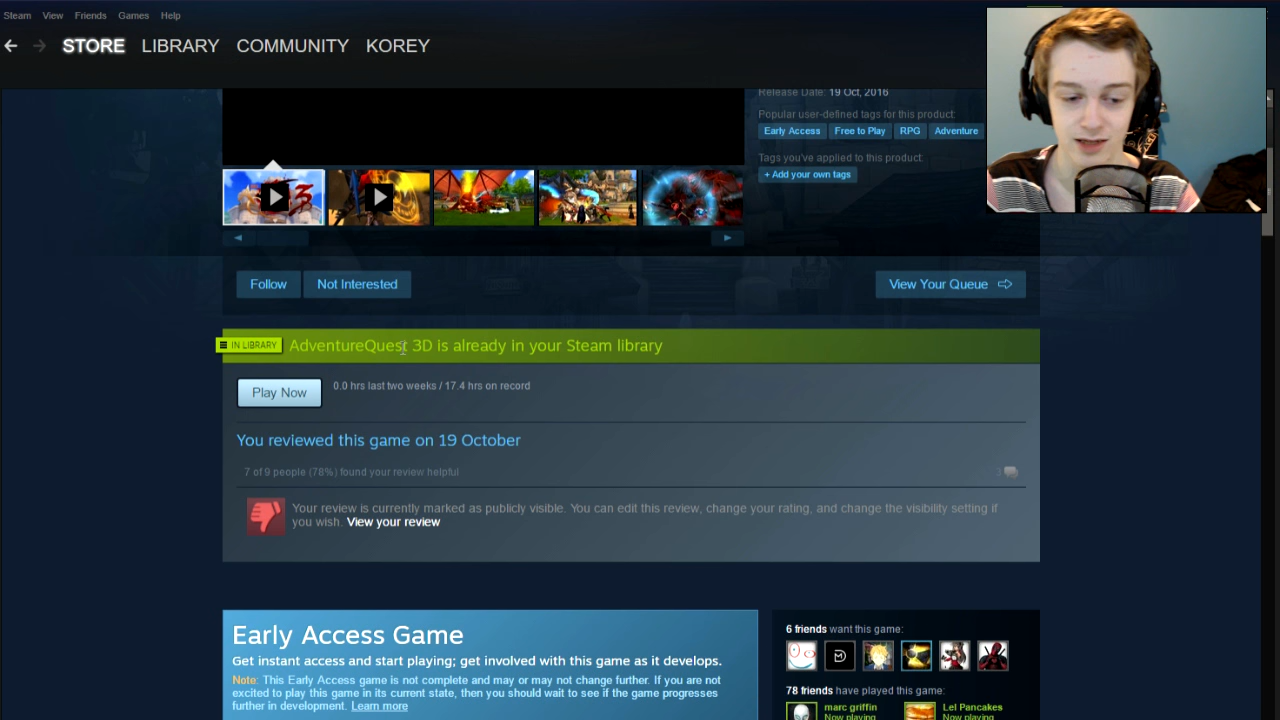 Steam View Friends Games Help
STORE LIBRARY COMMUNITY KOREY
Release Date: 19 Oct, 2016
Popular user-defined tags for this product:
Early Access Free to Play RPG Adventure
Tags you've applied to this product:
+ Add your own tags
Follow Not Interested View Your Queue
IN LIBRARY AdventureQuest 3D is already in your Steam library
Play Now 0.0 hrs last two weeks / 17.4 hrs on record
You reviewed this game on 19 October
7 of 9 people (78%) found your review helpful 3
Your review is currently marked as publicly visible. You can edit this review, change your rating, and change the visibility setting if
you wish. View your review
Early Access Game
Get instant access and start playing; get involved with this game as it develops.
Note: This Early Access game is not complete and may or may not change further. If you are not
excited to play this game in its current state, then you should wait to see if the game progresses
further in development. Learn more
6 friends want this game:
78 friends have played this game:
marc griffin Lel Pancakes
Now playing Now playing